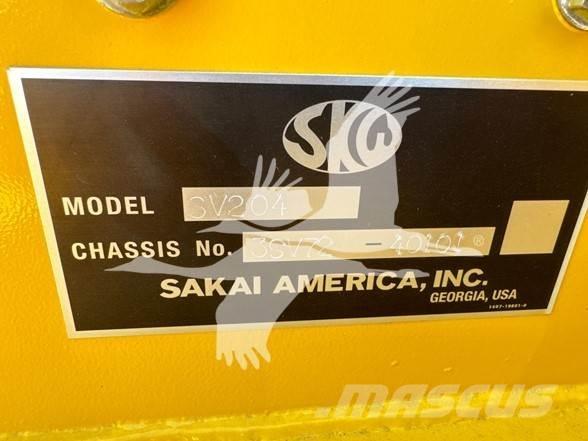 SKW
MODEL SV204
CHASSIS No. 3SV72 - 40101
SAKAI AMERICA, INC.
GEORGIA, USA
MASCUS